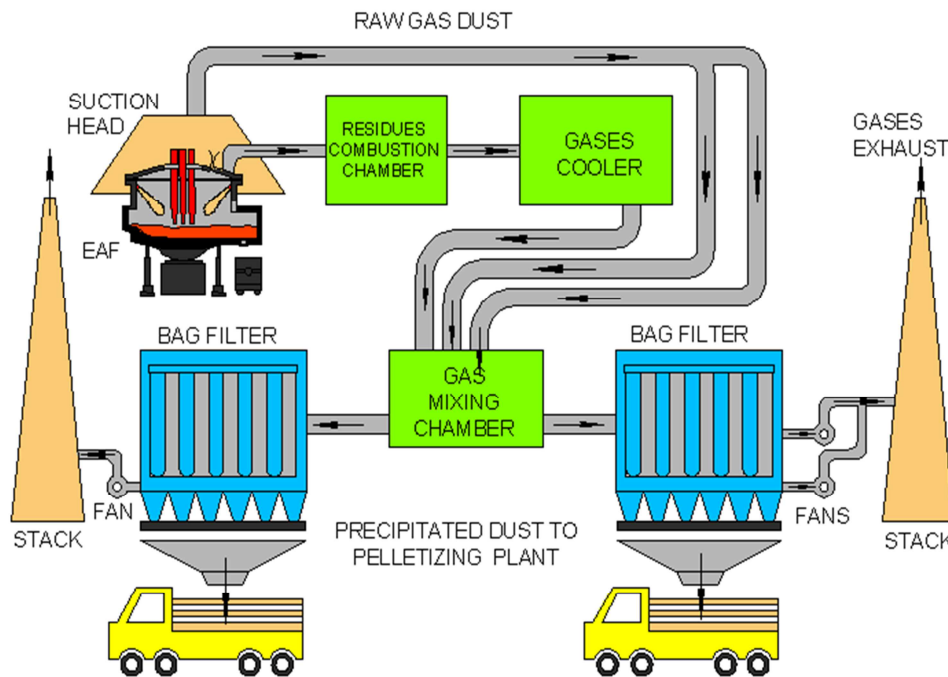 RAW GAS DUST
SUCTION
HEAD
RESIDUES
COMBUSTION
CHAMBER
GASES
COOLER
GASES
EXHAUST
EAF
BAG FILTER
BAG FILTER
GAS
MIXING
CHAMBER
FAN
FANS
STACK
PRECIPITATED DUST TO
PELLETIZING PLANT
STACK